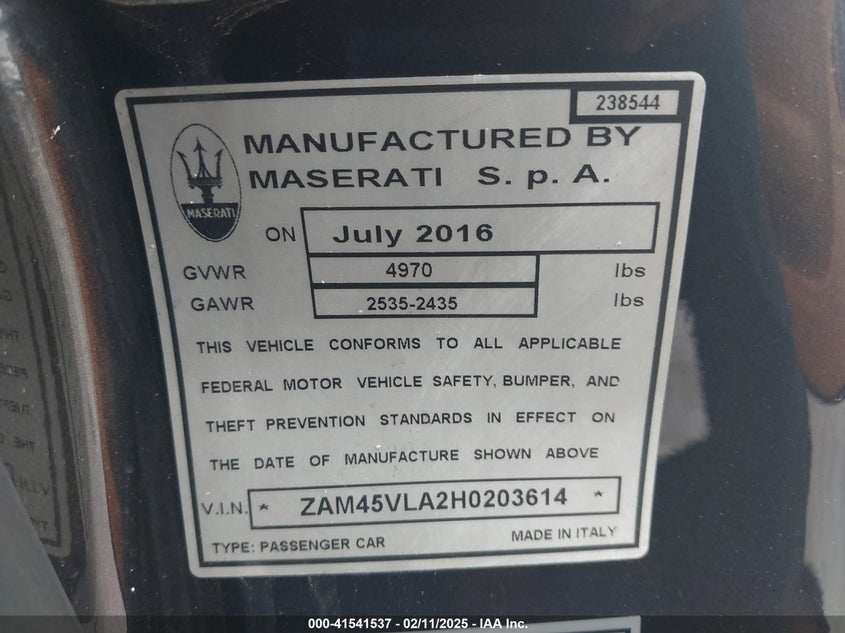 238544
MANUFACTURED BY
MASERATI S. p. A.
MASERATI
ON July 2016
GVWR 4970 lbs
GAWR 2535-2435 lbs
THIS VEHICLE CONFORMS TO ALL APPLICABLE
FEDERAL MOTOR VEHICLE SAFETY, BUMPER, AND
THEFT PREVENTION STANDARDS IN EFFECT ON
THE DATE OF MANUFACTURE SHOWN ABOVE
V.I.N. * ZAM45VLA2H0203614 *
TYPE: PASSENGER CAR MADE IN ITALY
000-41541537 - 02/11/2025 - IAA Inc.